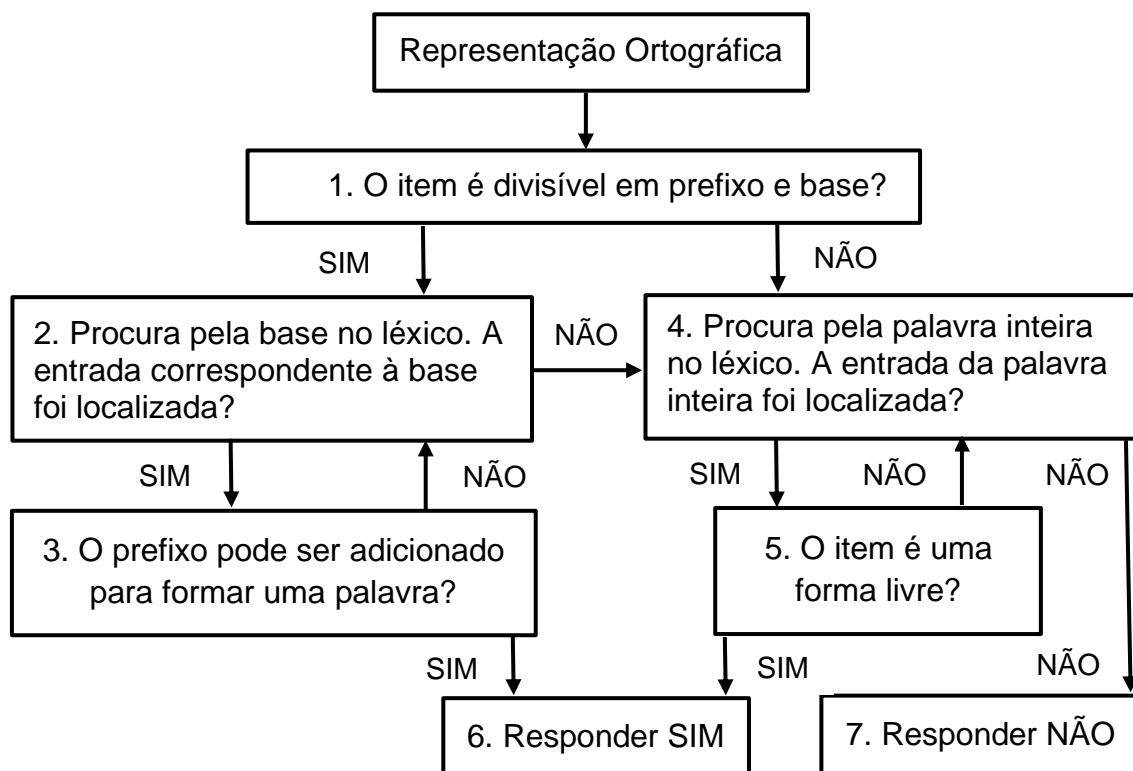 Representação Ortográfica
1. O item é divisível em prefixo e base?
SIM
NÃO
2. Procura pela base no léxico. A
entrada correspondente à base
foi localizada?
NÃO
4. Procura pela palavra inteira
no léxico. A entrada da palavra
inteira foi localizada?
SIM
NÃO
SIM
NÃO
NÃO
3. O prefixo pode ser adicionado
para formar uma palavra?
5. O item é uma
forma livre?
SIM
SIM
NÃO
6. Responder SIM
7. Responder NÃO